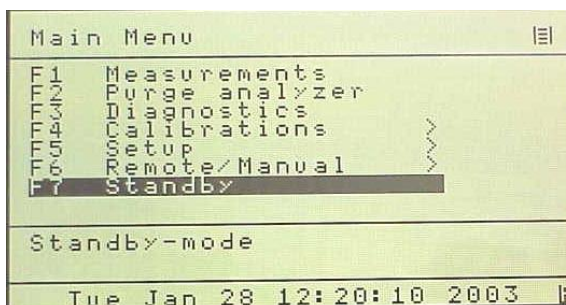 Main Menu
F1 Measurements
F2 Purge analyzer
F3 Diagnostics
F4 Calibrations >
F5 Setup >
F6 Remote/Manual >
F7 Standby
Standby-mode
Tue Jan 28 12:20:10 2003